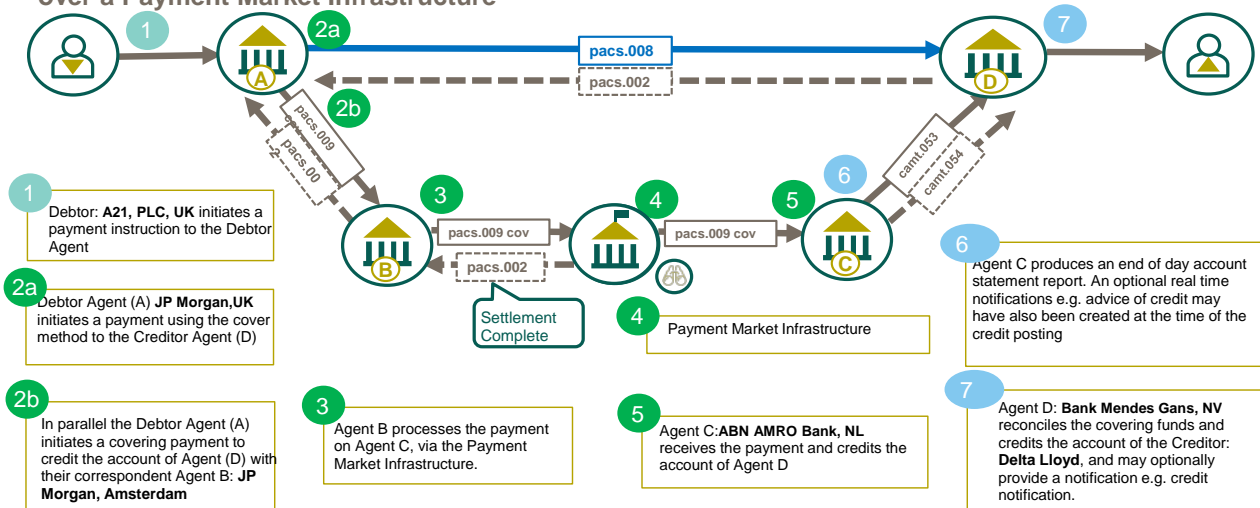 over a Payment Market Infrastructure
1
2a
7
pacs.008
pacs.002
A
D
2b
pacs.009
cov
pacs.00
2
camt.053
camt.054
3
4
5
6
pacs.009 cov
pacs.009 cov
pacs.002
B
C
Settlement
Complete
1
Debtor: A21, PLC, UK initiates a
payment instruction to the Debtor
Agent
2a
Debtor Agent (A) JP Morgan,UK
initiates a payment using the cover
method to the Creditor Agent (D)
4
Payment Market Infrastructure
6
Agent C produces an end of day account
statement report. An optional real time
notifications e.g. advice of credit may
have also been created at the time of the
credit posting
2b
In parallel the Debtor Agent (A)
initiates a covering payment to
credit the account of Agent (D) with
their correspondent Agent B: JP
Morgan, Amsterdam
3
Agent B processes the payment
on Agent C, via the Payment
Market Infrastructure.
5
Agent C:ABN AMRO Bank, NL
receives the payment and credits the
account of Agent D
7
Agent D: Bank Mendes Gans, NV
reconciles the covering funds and
credits the account of the Creditor:
Delta Lloyd, and may optionally
provide a notification e.g. credit
notification.